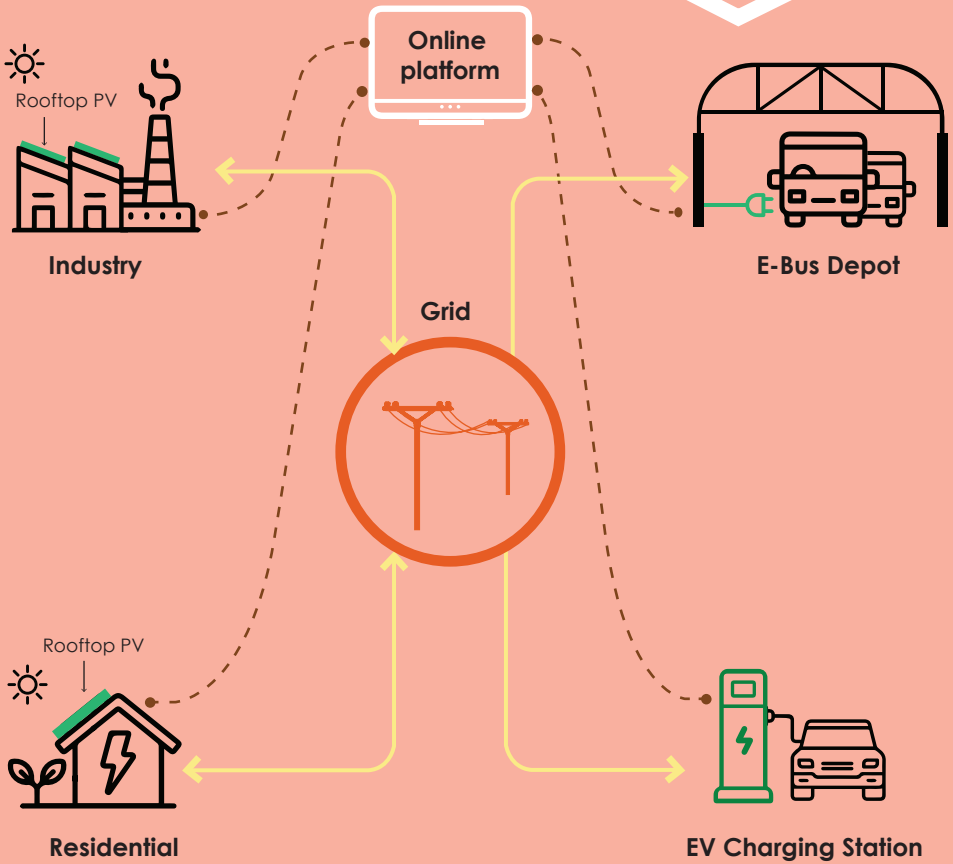 Online
platform
Rooftop PV
Industry
E-Bus Depot
Grid
Rooftop PV
Residential
EV Charging Station